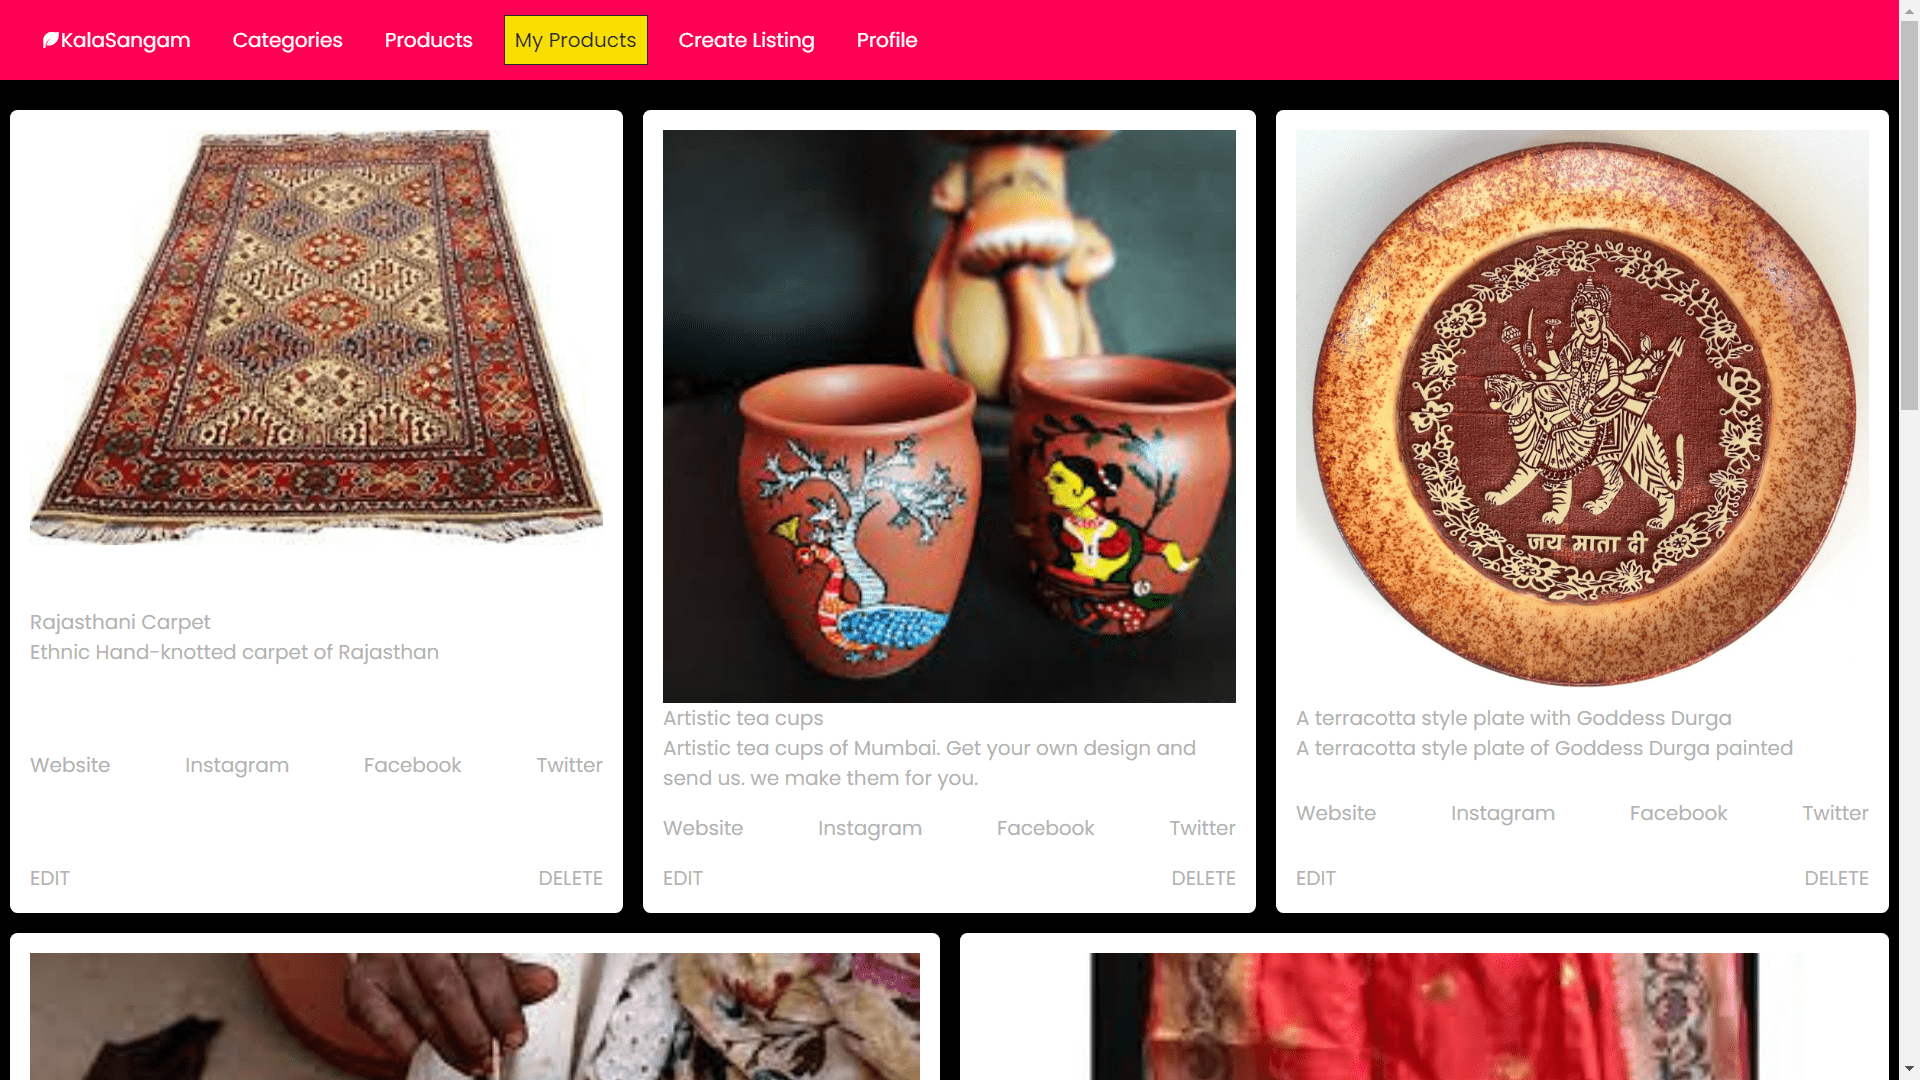 KalaSangam Categories Products My Products Create Listing Profile
जय माता दी
Rajasthani Carpet
Ethnic Hand-knotted carpet of Rajasthan
Website Instagram Facebook Twitter
EDIT DELETE
Artistic tea cups
Artistic tea cups of Mumbai. Get your own design and
send us. we make them for you.
Website Instagram Facebook Twitter
EDIT DELETE
A terracotta style plate with Goddess Durga
A terracotta style plate of Goddess Durga painted
Website Instagram Facebook Twitter
EDIT DELETE